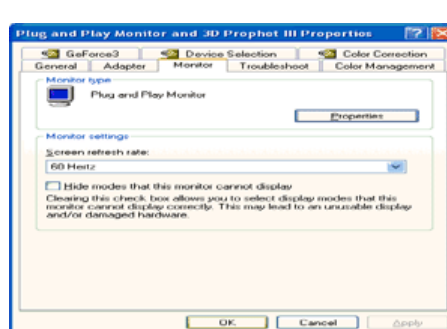 Plug and Play Monitor and 3D Prophet III Properties
GeForce3 Device Selection Color Correction
General Adapter Monitor Troubleshoot Color Management
Monitor type
Plug and Play Monitor
Properties
Monitor settings
Screen refresh rate:
60 Hertz
Hide modes that this monitor cannot display
Clearing this check box allows you to select display modes that this
monitor cannot display correctly. This may lead to an unusable display
and/or damaged hardware.
OK Cancel Apply